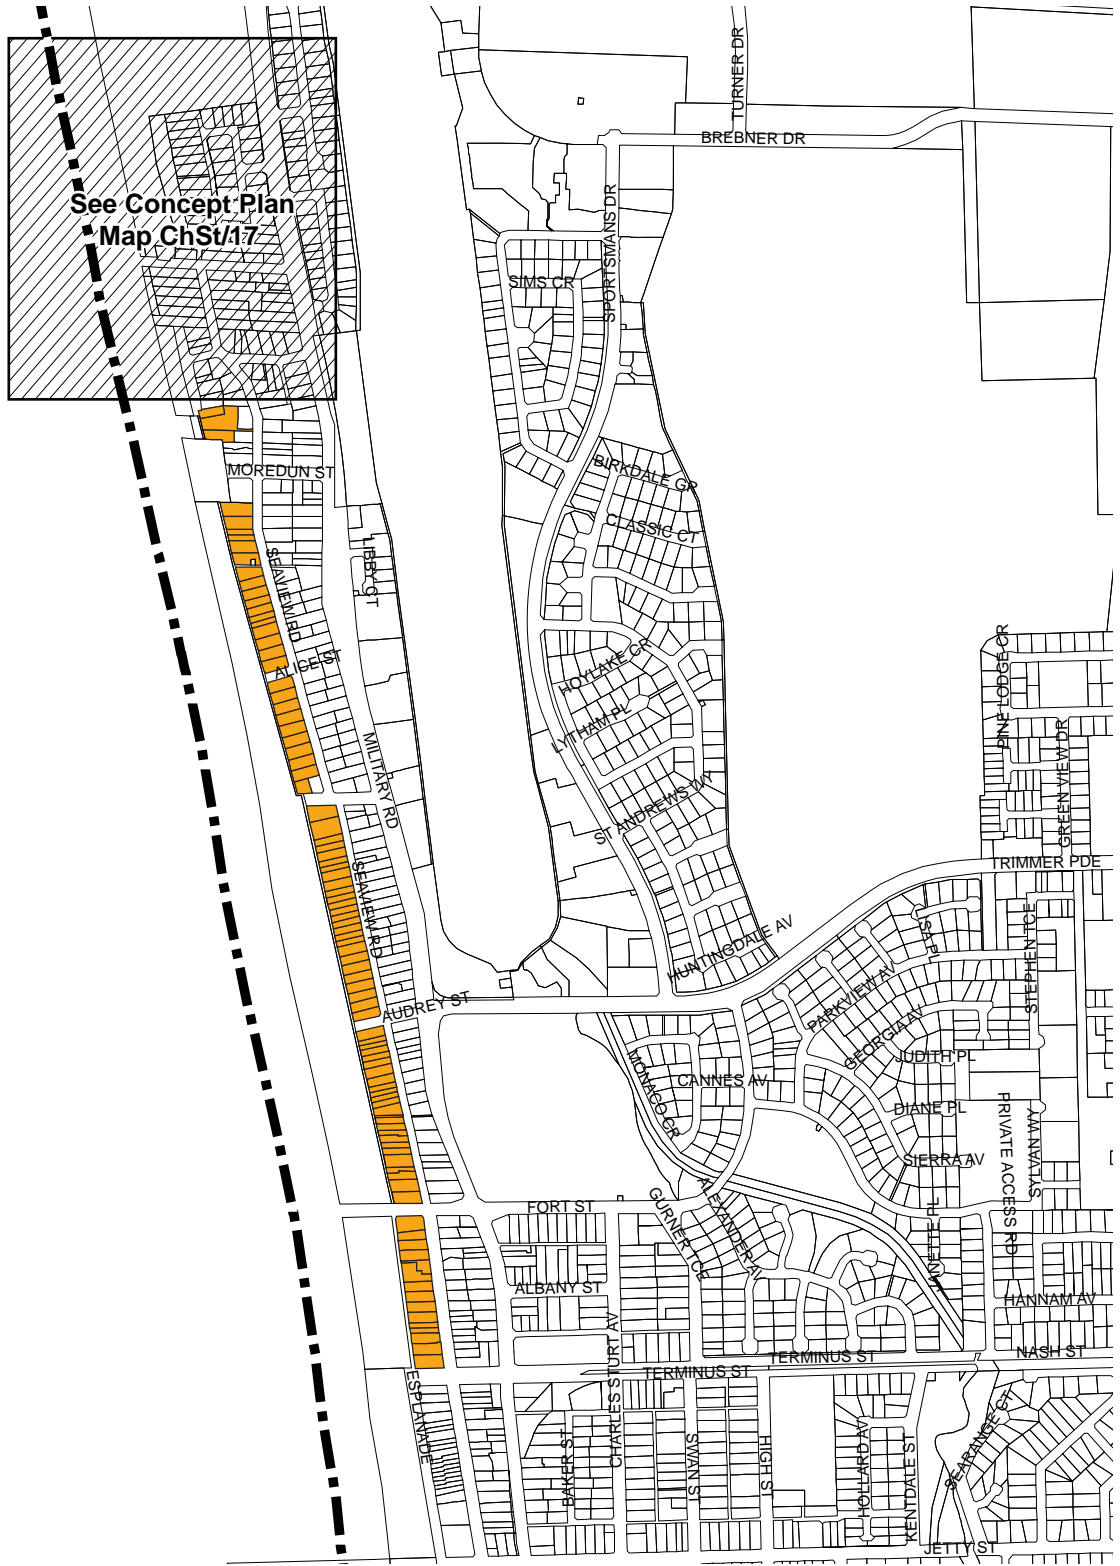 TURNER DR
BREBNER DR
See Concept Plan
Map ChSt/17
SPORTSMANS DR
SIMS CR
MOREDUN ST
BIRKDALE GR
CLASSIC CT
LIBBY CT
SEAVIEW RD
ALICE ST
HOYLAKE CR
PINE LODGE CR
LYTHAM PL
GREEN VIEW DR
MILITARY RD
ST ANDREWS WY
TRIMMER PDE
SEAVIEW RD
LISA PL
STEPHEN TCE
HUNTINGDALE AV
PARKVIEW AV
AUDREY ST
GEORGIA AV
JUDITH PL
MONACO CR
CANNES AV
DIANE PL
PRIVATE ACCESS RD
SYLVAN WY
SIERRA AV
FORT ST
GURNER TCE
ALEXANDER AV
JANETTE PL
ALBANY ST
HANNAM AV
CHARLES STURT AV
TERMINUS ST
TERMINUS ST
NASH ST
ESPLANADE
SEARANGE CT
BAKER ST
SWAN ST
HIGH ST
HOLLARD AV
KENTDALE ST
JETTY ST